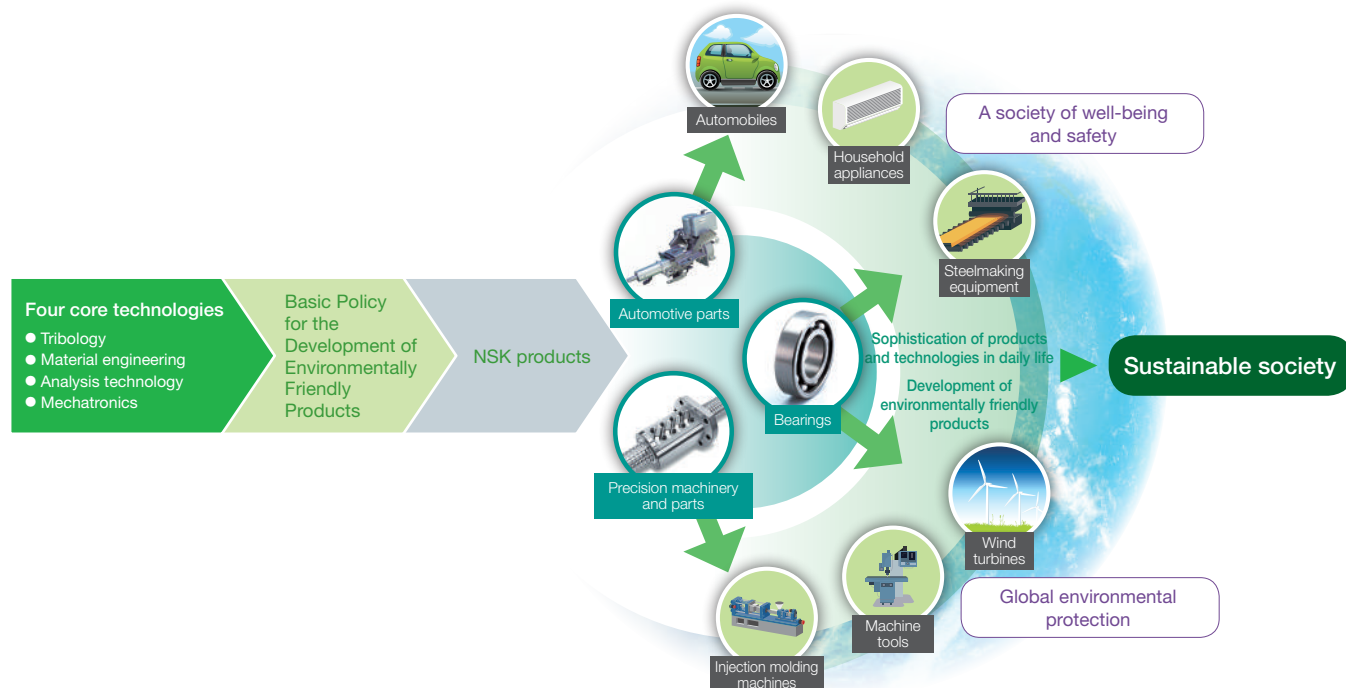 Four core technologies
● Tribology
● Material engineering
● Analysis technology
● Mechatronics
Basic Policy
for the
Development of
Environmentally
Friendly
Products
NSK products
Automobiles
Household
appliances
A society of well-being
and safety
Steelmaking
equipment
Automotive parts
Bearings
Precision machinery
and parts
Sophistication of products
and technologies in daily life
Development of
environmentally friendly
products
Sustainable society
Wind
turbines
Machine
tools
Injection molding
machines
Global environmental
protection